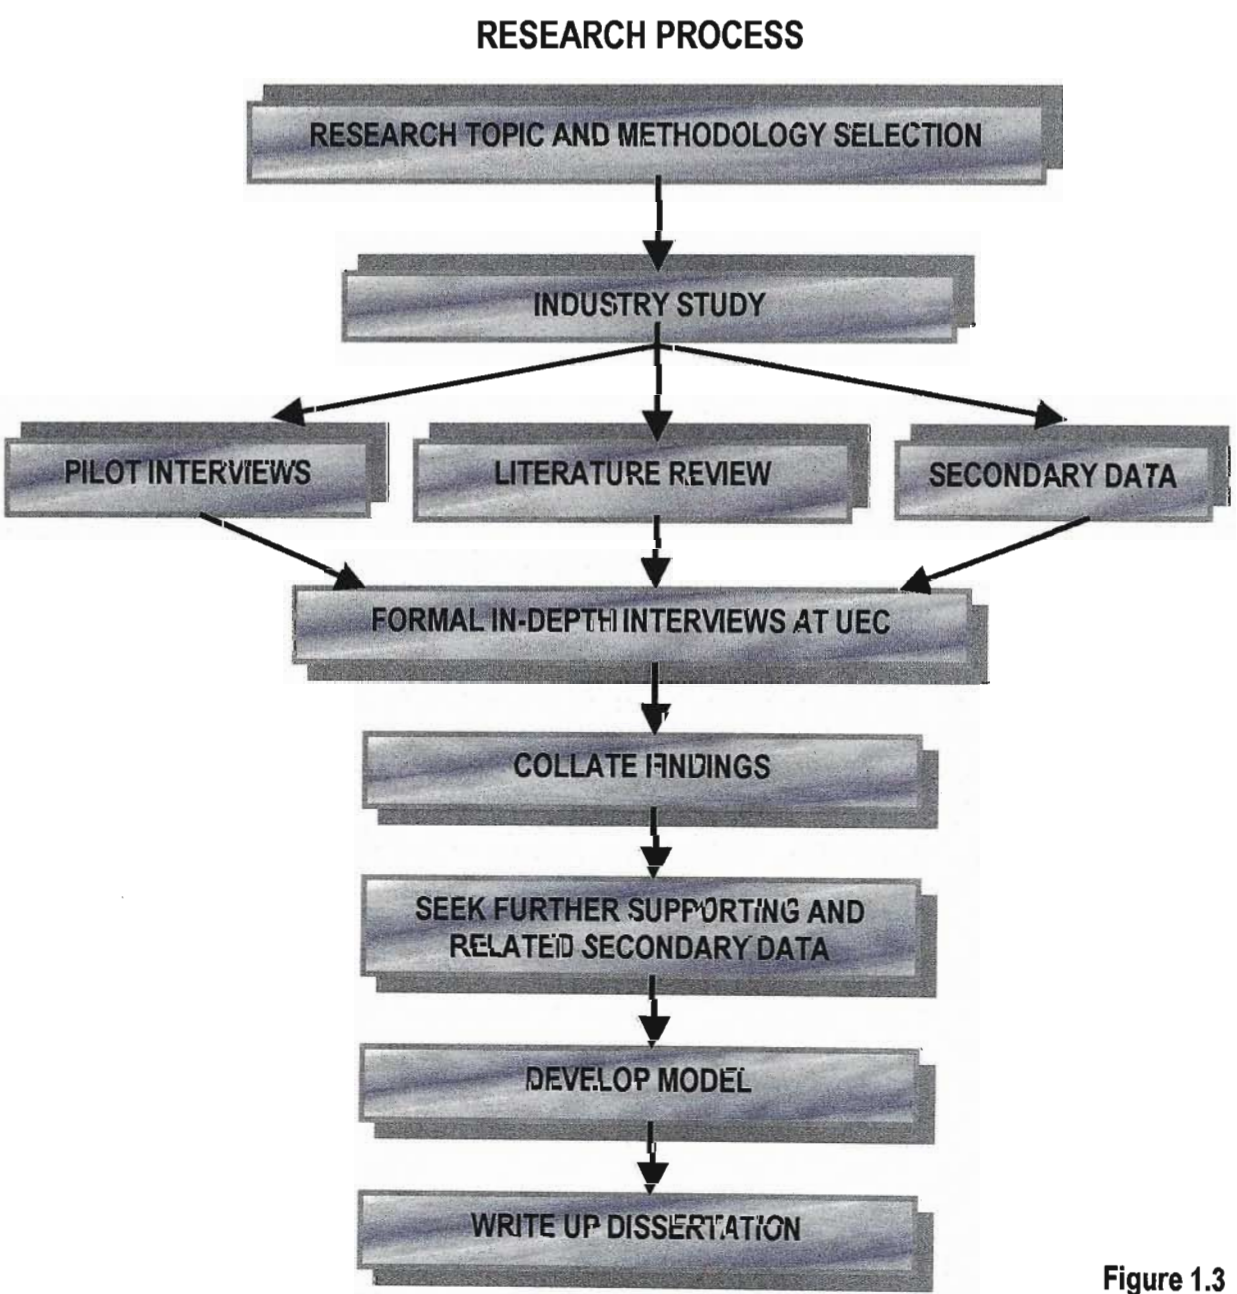 RESEARCH PROCESS
RESEARCH TOPIC AND METHODOLOGY SELECTION
INDUSTRY STUDY
PILOT INTERVIEWS
LITERATURE REVIEW
SECONDARY DATA
FORMAL IN-DEPTH INTERVIEWS AT UEC
COLLATE FINDINGS
SEEK FURTHER SUPPORTING AND
RELATED SECONDARY DATA
DEVELOP MODEL
WRITE UP DISSERTATION
Figure 1.3